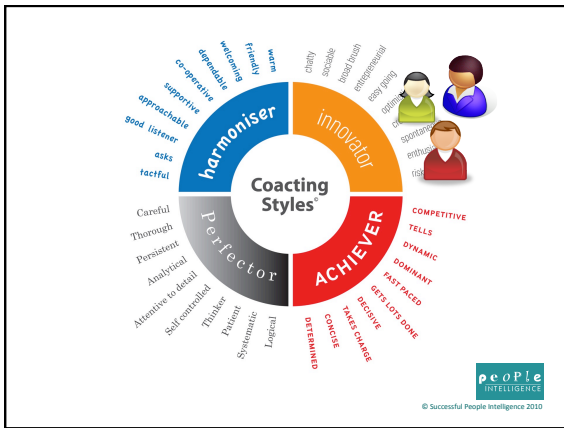 warm
friendly
welcoming
dependable
co-operative
supportive
approachable
good listener
asks
tactful
harmoniser
chatty
sociable
broad brush
entrepreneurial
easy going
innovator
Coacting
Styles©
Careful
Thorough
Persistent
Analytical
Attentive to detail
Self controlled
Thinker
Patient
Systematic
Logical
Perfector
COMPETITIVE
TELLS
DYNAMIC
DOMINANT
FAST PACED
GETS LOTS DONE
DECISIVE
TAKES CHARGE
CONCISE
DETERMINED
ACHIEVER
peoPle
INTELLIGENCE
© Successful People Intelligence 2010